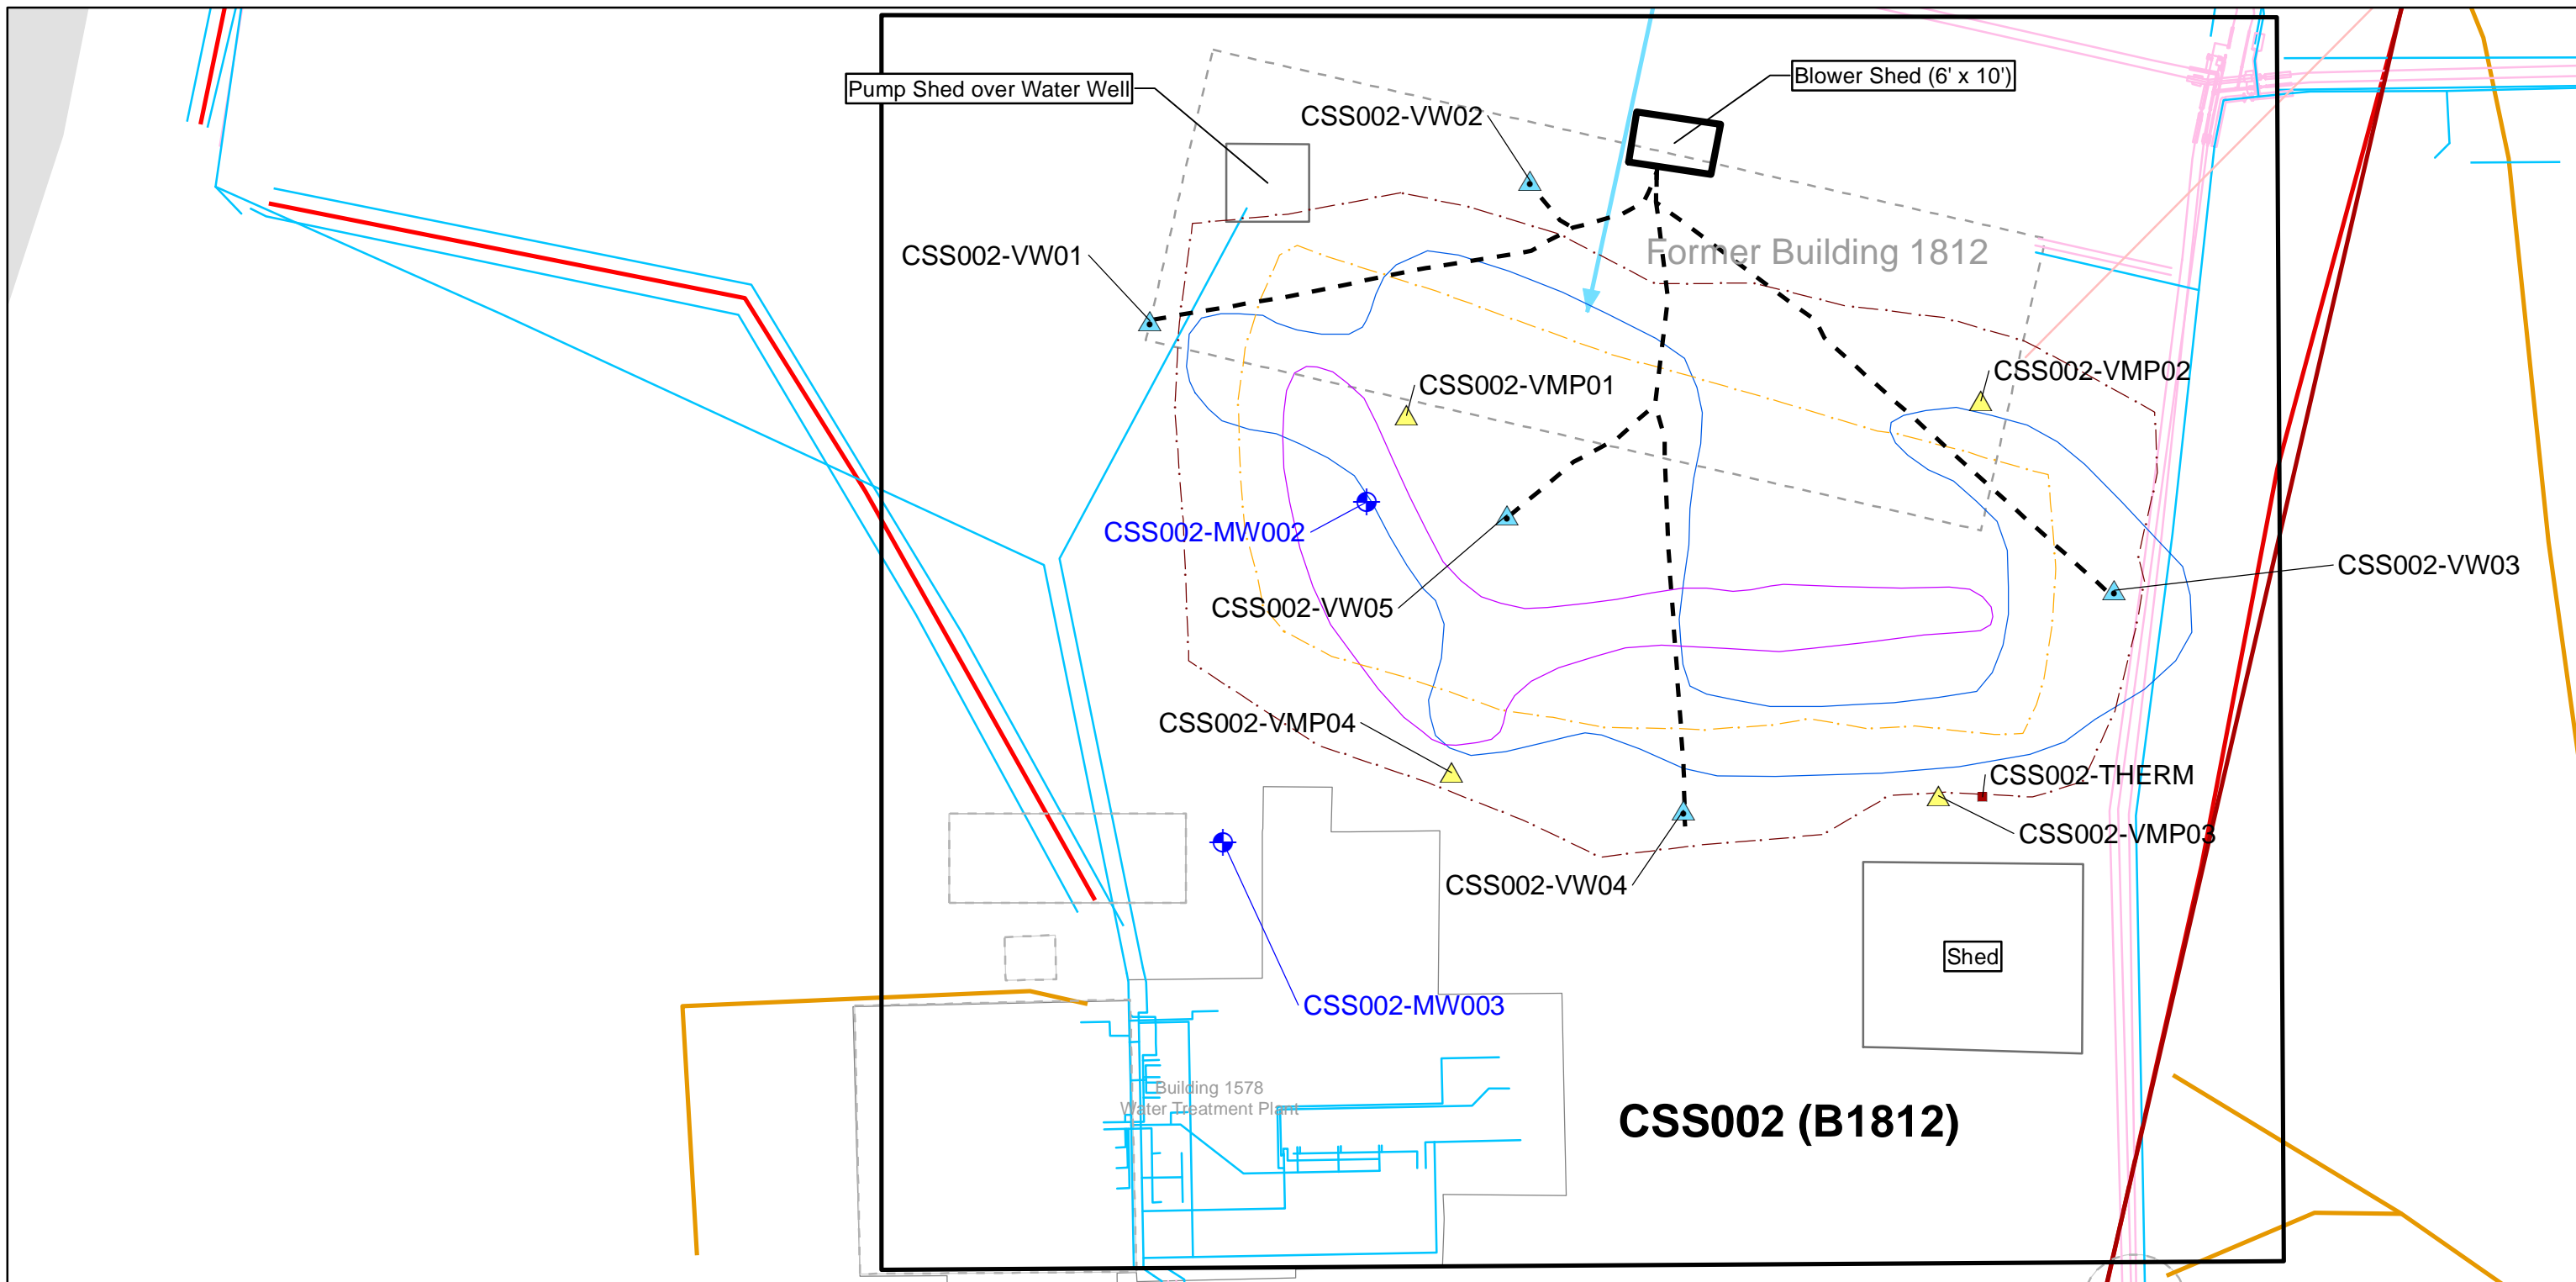 Blower Shed (6' x 10')
Pump Shed over Water Well
CSS002-VW02
CSS002-VW01
Former Building 1812
CSS002-VMP02
CSS002-VMP01
CSS002-MW002
CSS002-VW03
CSS002-VW05
CSS002-VMP04
CSS002-THERM
CSS002-VMP03
CSS002-VW04
Shed
CSS002-MW003
Building 1578
Water Treatment Plant
CSS002 (B1812)